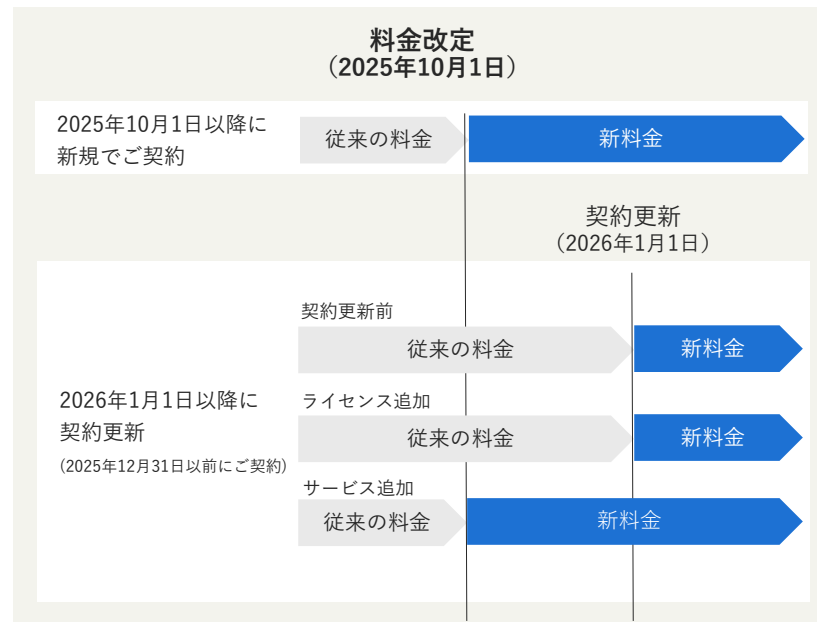 料金改定
（2025年10月1日）
2025年10月1日以降に
新規でご契約
従来の料金
新料金
契約更新
（2026年1月1日）
契約更新前
従来の料金
新料金
2026年1月1日以降に
契約更新
(2025年12月31日以前にご契約)
ライセンス追加
従来の料金
新料金
サービス追加
従来の料金
新料金